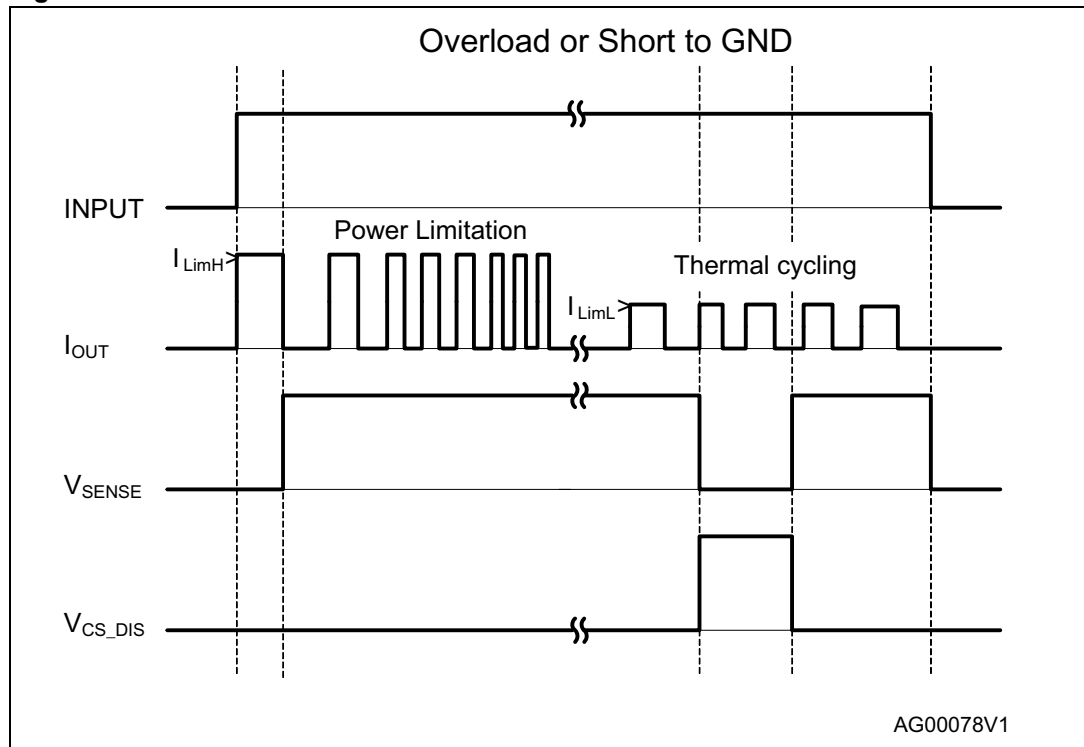 Overload or Short to GND
INPUT
Power Limitation
I LimH
Thermal cycling
I LimL
IOUT
VSENSE
VCS_DIS
AG00078V1